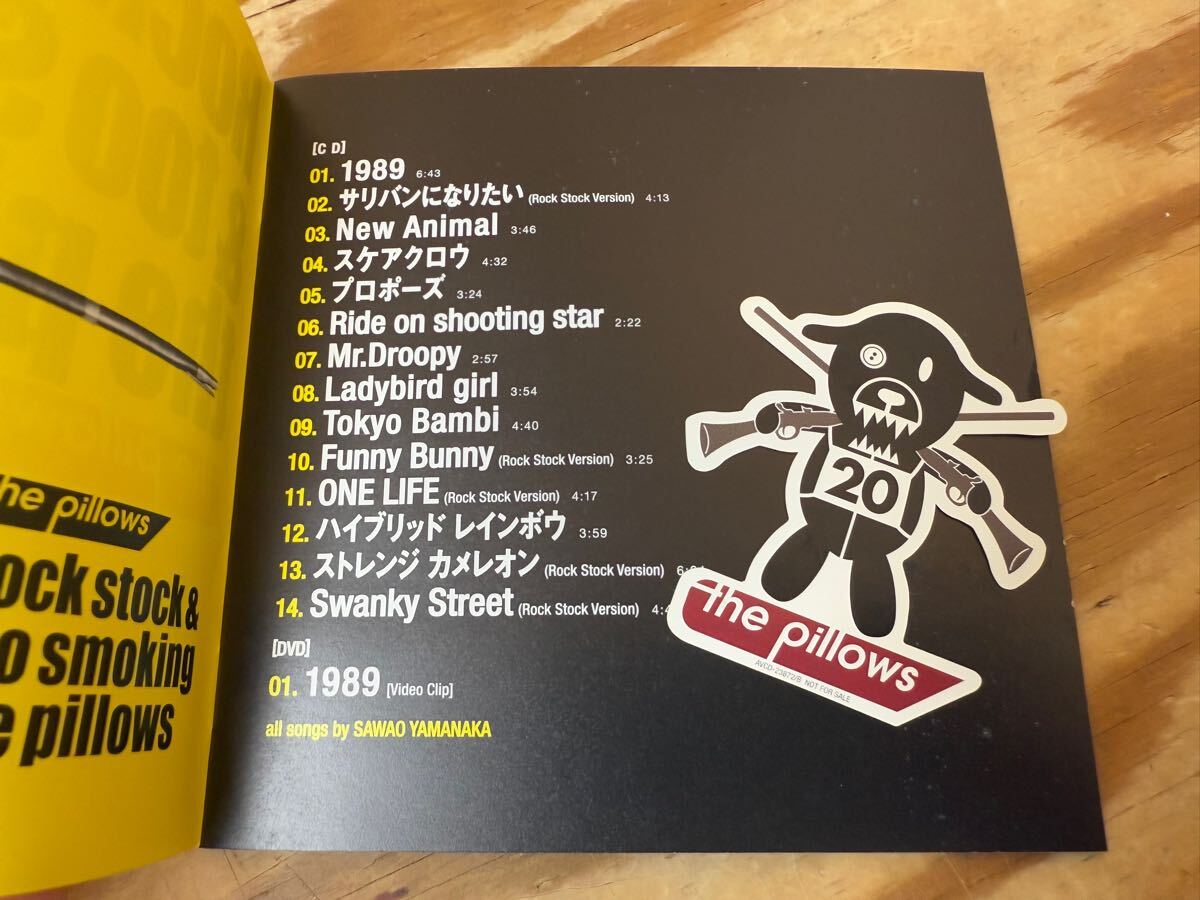 the pillows
ock stock &
o smoking
e pillows
[CD]
01. 1989 6:43
02. サリバンになりたい (Rock Stock Version) 4:13
03. New Animal 3:46
04. スケアクロウ 4:32
05. プロポーズ 3:24
06. Ride on shooting star 2:22
07. Mr.Droopy 2:57
08. Ladybird girl 3:54
09. Tokyo Bambi 4:40
10. Funny Bunny (Rock Stock Version) 3:25
11. ONE LIFE (Rock Stock Version) 4:17
12. ハイブリッド レインボウ 3:59
13. ストレンジ カメレオン (Rock Stock Version)
14. Swanky Street (Rock Stock Version)
[DVD]
01. 1989 [Video Clip]
all songs by SAWAO YAMANAKA
20
the pillows
AVCD-23872/B NOT FOR SALE